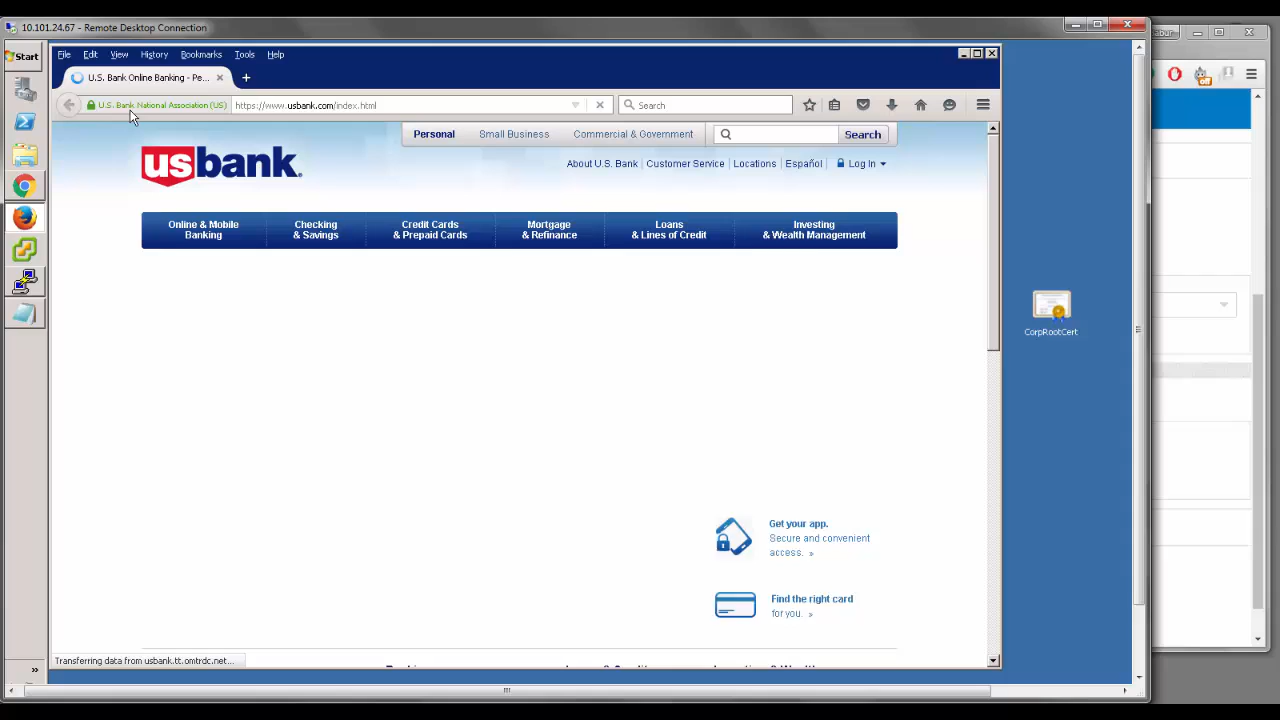 10.101.24.67 - Remote Desktop Connection
Start
File Edit View History Bookmarks Tools Help
U.S. Bank Online Banking - Pe...
U.S. Bank National Association (US) https://www.usbank.com/index.html Search
Personal Small Business Commercial & Government Search
usbank.
About U.S. Bank Customer Service Locations Español Log In
Online & Mobile
Banking
Checking
& Savings
Credit Cards
& Prepaid Cards
Mortgage
& Refinance
Loans
& Lines of Credit
Investing
& Wealth Management
off
CorpRootCert
Get your app.
Secure and convenient
access. »
Find the right card
for you. »
Transferring data from usbank.tt.omtrdc.net...